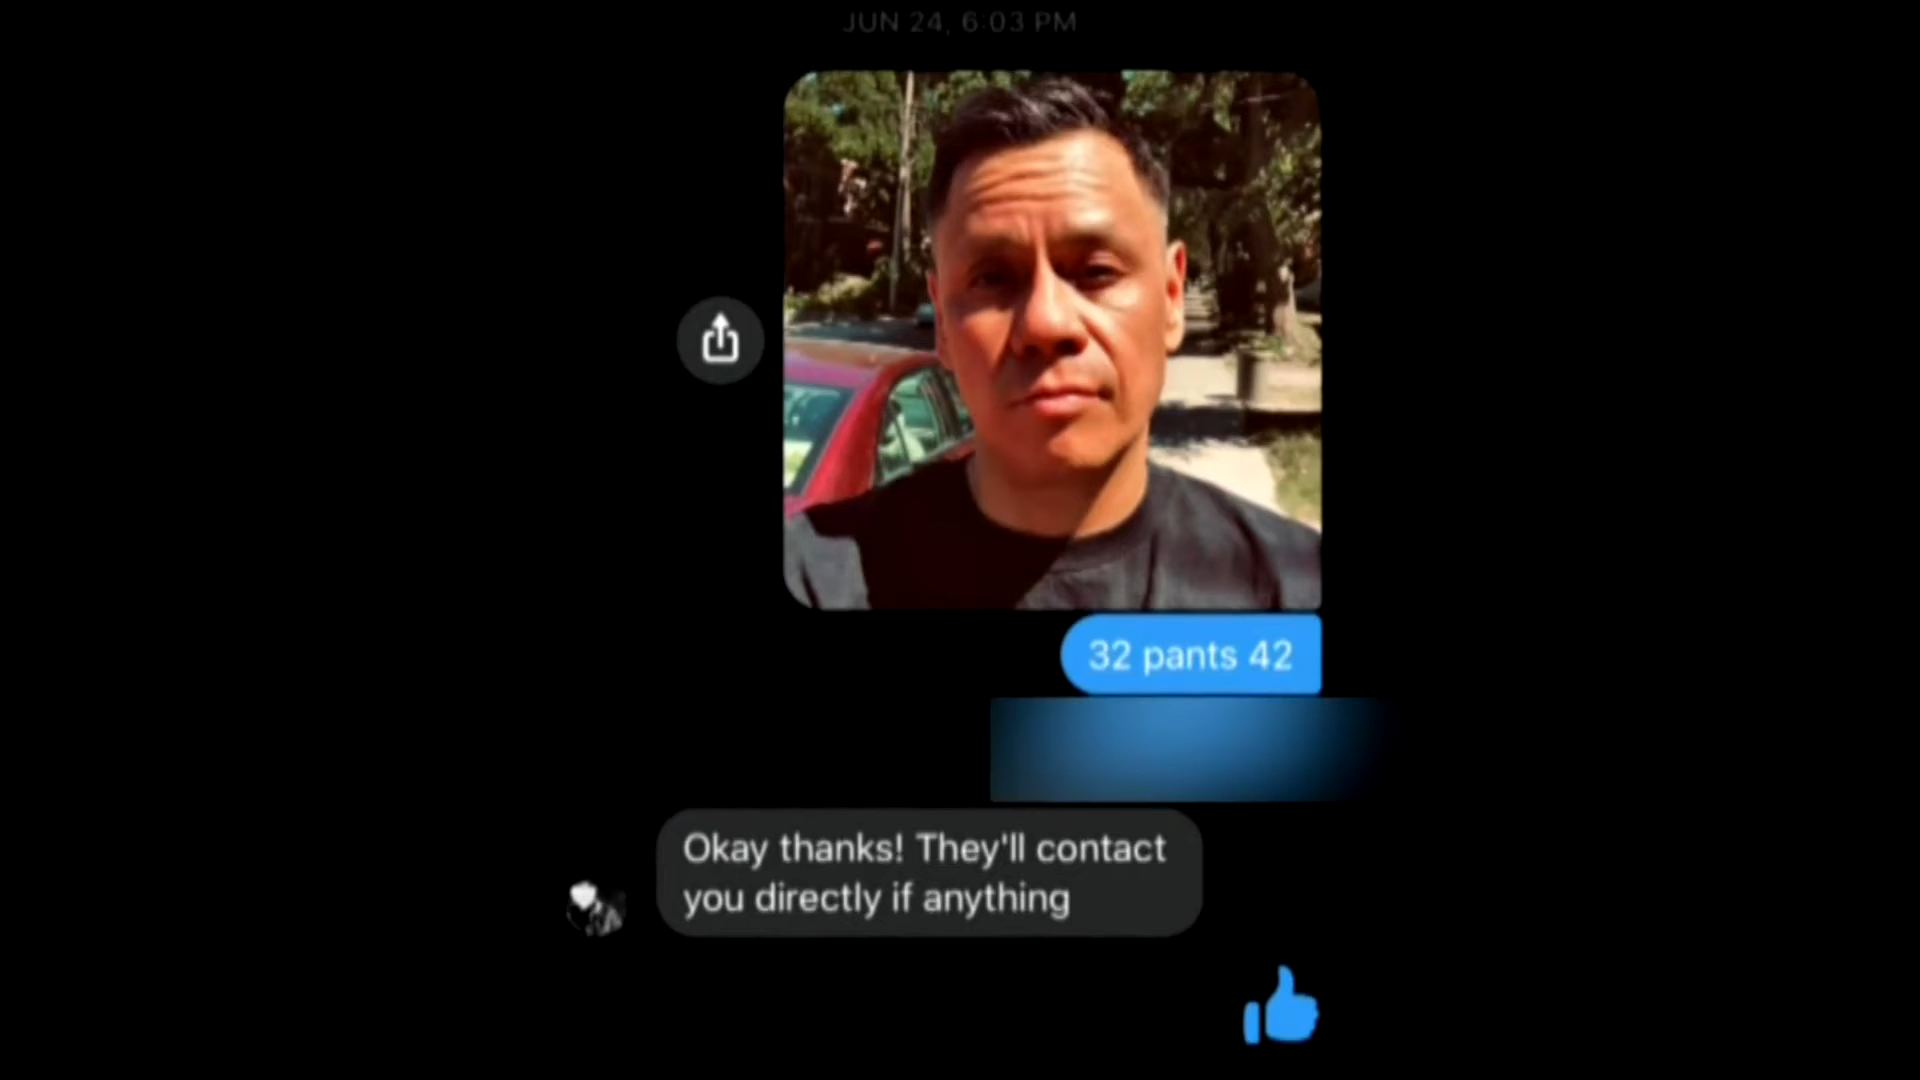 JUN 24, 6:03 PM
32 pants 42
Okay thanks! They'll contact
you directly if anything